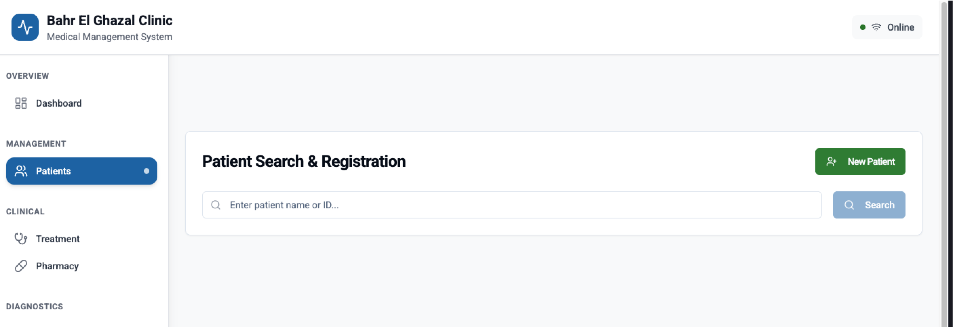 Bahr El Ghazal Clinic
Medical Management System
Online
OVERVIEW
Dashboard
MANAGEMENT
Patients
CLINICAL
Treatment
Pharmacy
DIAGNOSTICS
Patient Search & Registration
New Patient
Enter patient name or ID...
Search